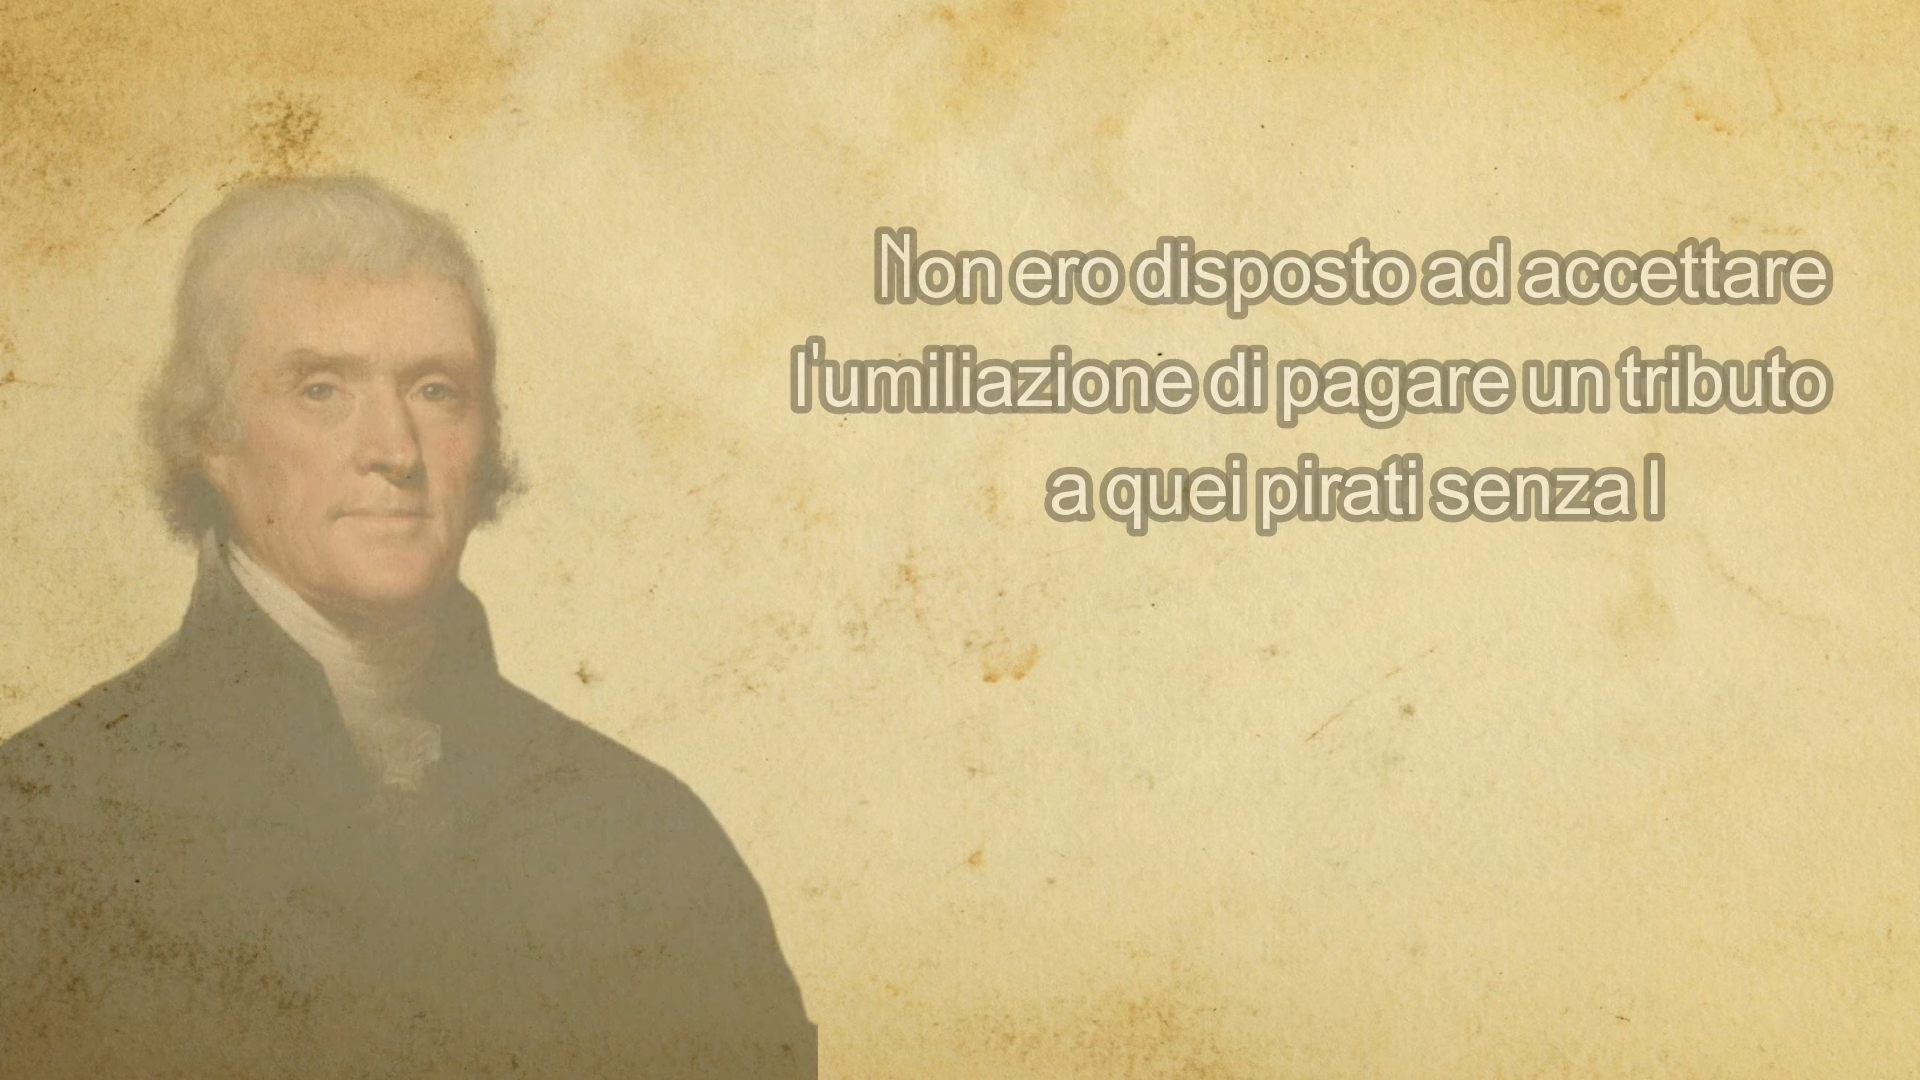 Non ero disposto ad accettare
l'umiliazione di pagare un tributo
a quei pirati senza l